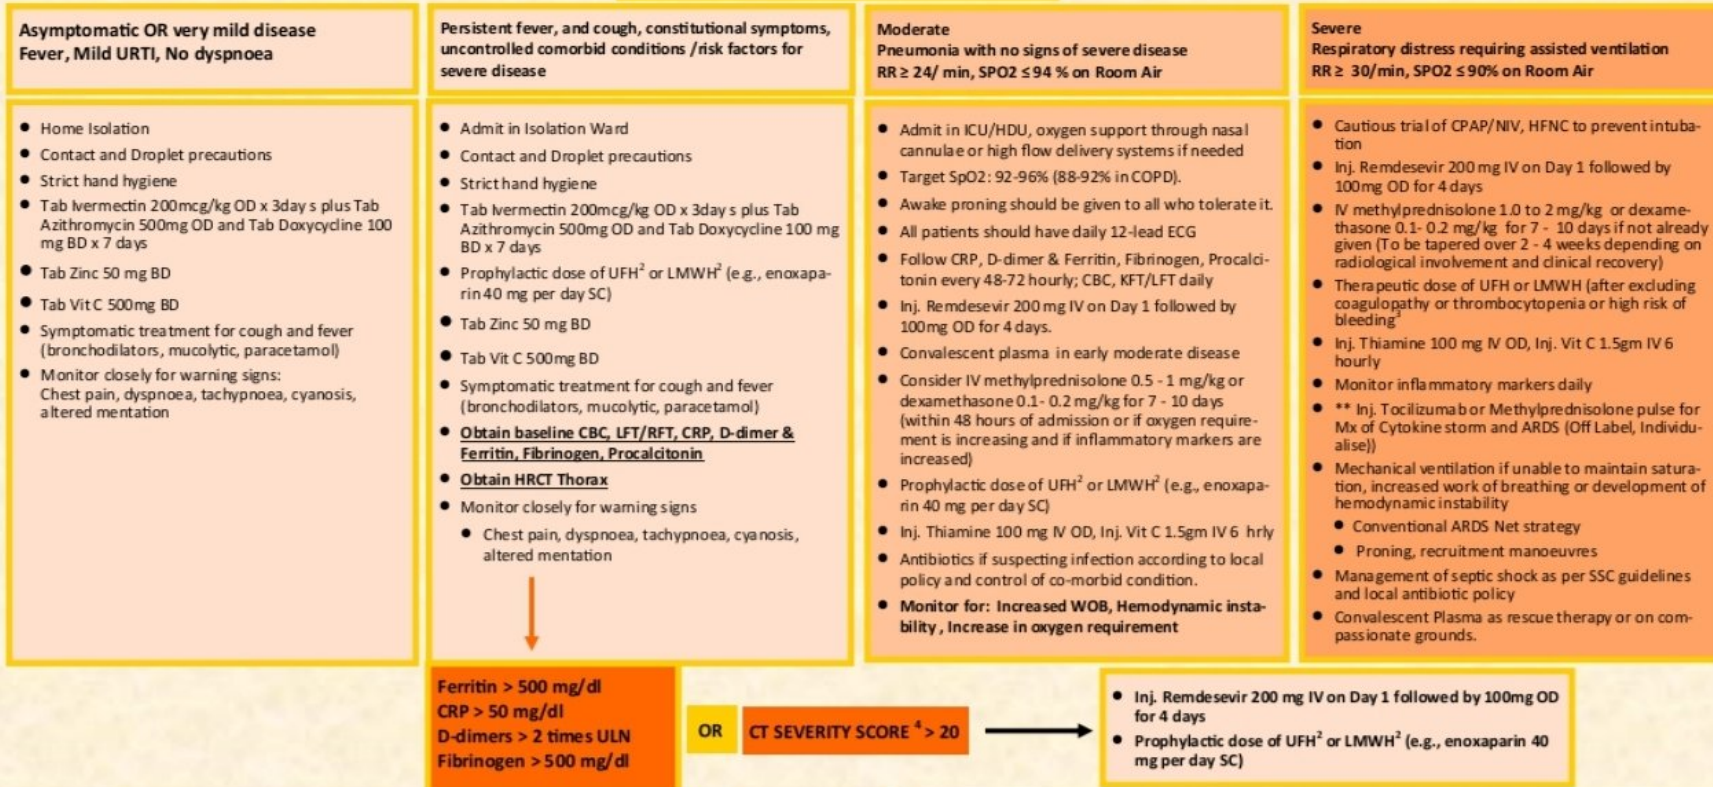 Asymptomatic OR very mild disease
Fever, Mild URTI, No dyspnoea
Persistent fever, and cough, constitutional symptoms,
uncontrolled comorbid conditions /risk factors for
severe disease
Moderate
Pneumonia with no signs of severe disease
RR ≥ 24/ min, SPO2 ≤ 94 % on Room Air
Severe
Respiratory distress requiring assisted ventilation
RR ≥ 30/min, SPO2 ≤ 90% on Room Air
● Home Isolation
● Contact and Droplet precautions
● Strict hand hygiene
● Tab Ivermectin 200mcg/kg OD x 3day s plus Tab
Azithromycin 500mg OD and Tab Doxycycline 100
mg BD x 7 days
● Tab Zinc 50 mg BD
● Tab Vit C 500mg BD
● Symptomatic treatment for cough and fever
(bronchodilators, mucolytic, paracetamol)
● Monitor closely for warning signs:
Chest pain, dyspnoea, tachypnoea, cyanosis,
altered mentation
● Admit in Isolation Ward
● Contact and Droplet precautions
● Strict hand hygiene
● Tab Ivermectin 200mcg/kg OD x 3day s plus Tab
Azithromycin 500mg OD and Tab Doxycycline 100 mg
BD x 7 days
● Prophylactic dose of UFH² or LMWH² (e.g., enoxapa-
rin 40 mg per day SC)
● Tab Zinc 50 mg BD
● Tab Vit C 500mg BD
● Symptomatic treatment for cough and fever
(bronchodilators, mucolytic, paracetamol)
● Obtain baseline CBC, LFT/RFT, CRP, D-dimer &
Ferritin, Fibrinogen, Procalcitonin
● Obtain HRCT Thorax
● Monitor closely for warning signs
● Chest pain, dyspnoea, tachypnoea, cyanosis,
altered mentation
● Admit in ICU/HDU, oxygen support through nasal
cannulae or high flow delivery systems if needed
● Target SpO2: 92-96% (88-92% in COPD).
● Awake proning should be given to all who tolerate it.
● All patients should have daily 12-lead ECG
● Follow CRP, D-dimer & Ferritin, Fibrinogen, Procalci-
tonin every 48-72 hourly; CBC, KFT/LFT daily
● Inj. Remdesevir 200 mg IV on Day 1 followed by
100mg OD for 4 days.
● Convalescent plasma in early moderate disease
● Consider IV methylprednisolone 0.5 - 1 mg/kg or
dexamethasone 0.1- 0.2 mg/kg for 7 - 10 days
(within 48 hours of admission or if oxygen require-
ment is increasing and if inflammatory markers are
increased)
● Prophylactic dose of UFH² or LMWH² (e.g., enoxapa-
rin 40 mg per day SC)
● Inj. Thiamine 100 mg IV OD, Inj. Vit C 1.5gm IV 6 hrly
● Antibiotics if suspecting infection according to local
policy and control of co-morbid condition.
● Monitor for: Increased WOB, Hemodynamic insta-
bility , Increase in oxygen requirement
● Cautious trial of CPAP/NIV, HFNC to prevent intuba-
tion
● Inj. Remdesevir 200 mg IV on Day 1 followed by
100mg OD for 4 days
● IV methylprednisolone 1.0 to 2 mg/kg or dexame-
thasone 0.1- 0.2 mg/kg for 7 - 10 days if not already
given (To be tapered over 2 - 4 weeks depending on
radiological involvement and clinical recovery)
● Therapeutic dose of UFH or LMWH (after excluding
coagulopathy or thrombocytopenia or high risk of
bleeding³
● Inj. Thiamine 100 mg IV OD, Inj. Vit C 1.5gm IV 6
hourly
● Monitor inflammatory markers daily
● ** Inj. Tocilizumab or Methylprednisolone pulse for
Mx of Cytokine storm and ARDS (Off Label, Individu-
alise))
● Mechanical ventilation if unable to maintain satura-
tion, increased work of breathing or development of
hemodynamic instability
● Conventional ARDS Net strategy
● Proning, recruitment manoeuvres
● Management of septic shock as per SSC guidelines
and local antibiotic policy
● Convalescent Plasma as rescue therapy or on com-
passionate grounds.
Ferritin > 500 mg/dl
CRP > 50 mg/dl
D-dimers > 2 times ULN
Fibrinogen > 500 mg/dl
OR
CT SEVERITY SCORE ⁴ > 20
● Inj. Remdesevir 200 mg IV on Day 1 followed by 100mg OD
for 4 days
● Prophylactic dose of UFH² or LMWH² (e.g., enoxaparin 40
mg per day SC)